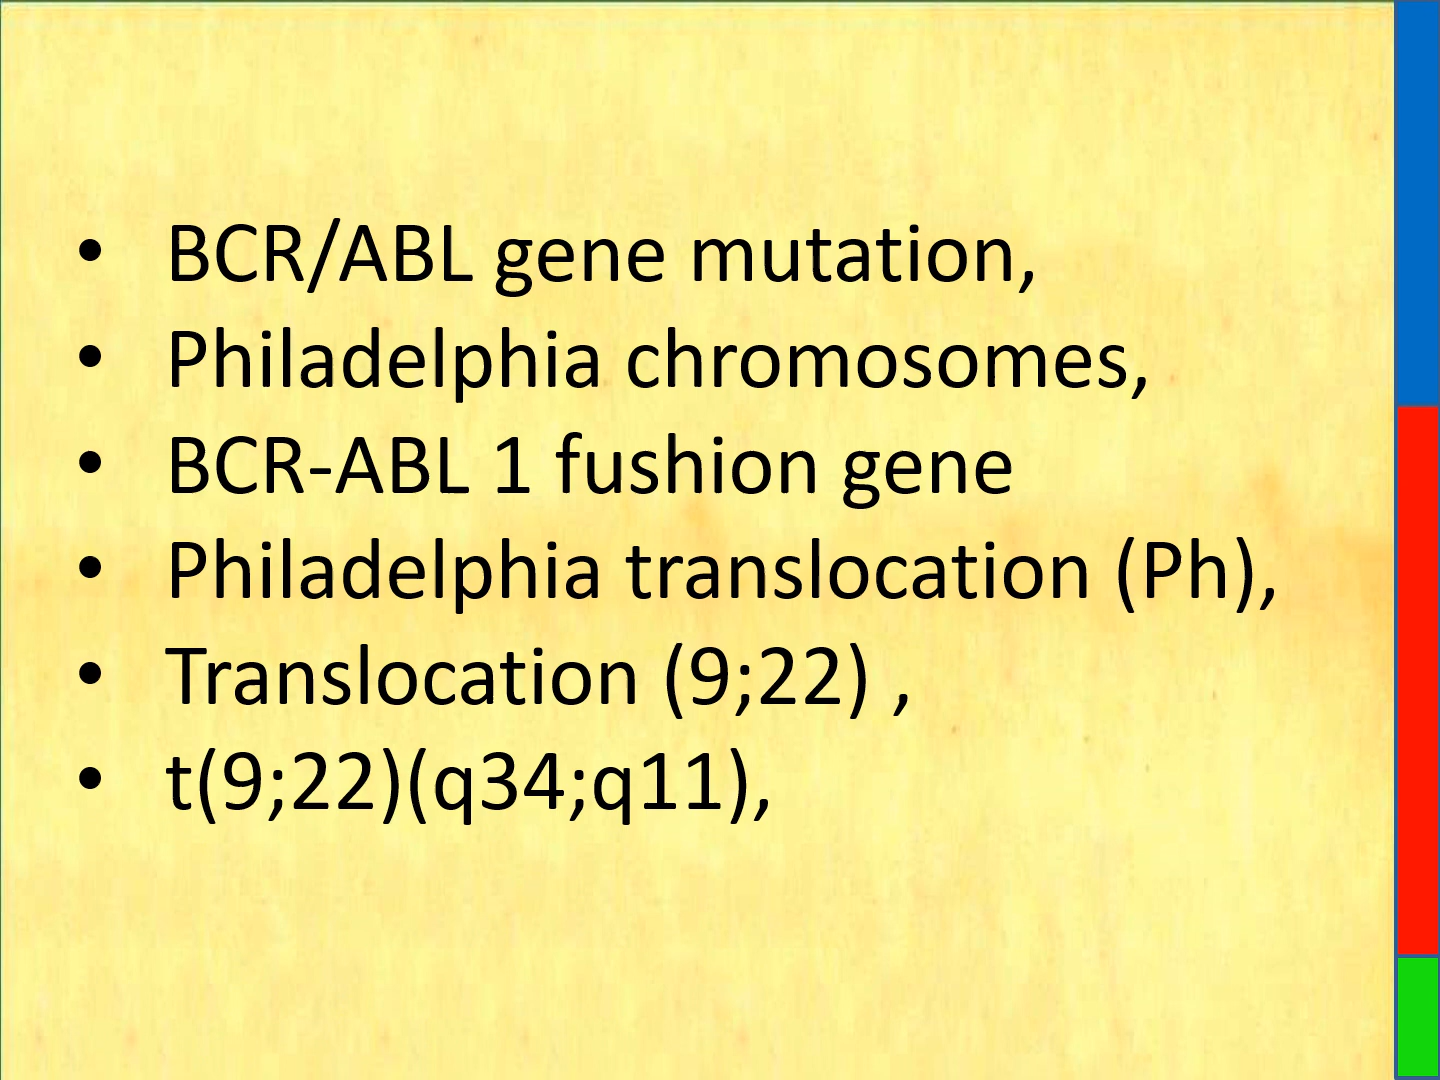 • BCR/ABL gene mutation,
• Philadelphia chromosomes,
• BCR-ABL 1 fushion gene
• Philadelphia translocation (Ph),
• Translocation (9;22) ,
• t(9;22)(q34;q11),